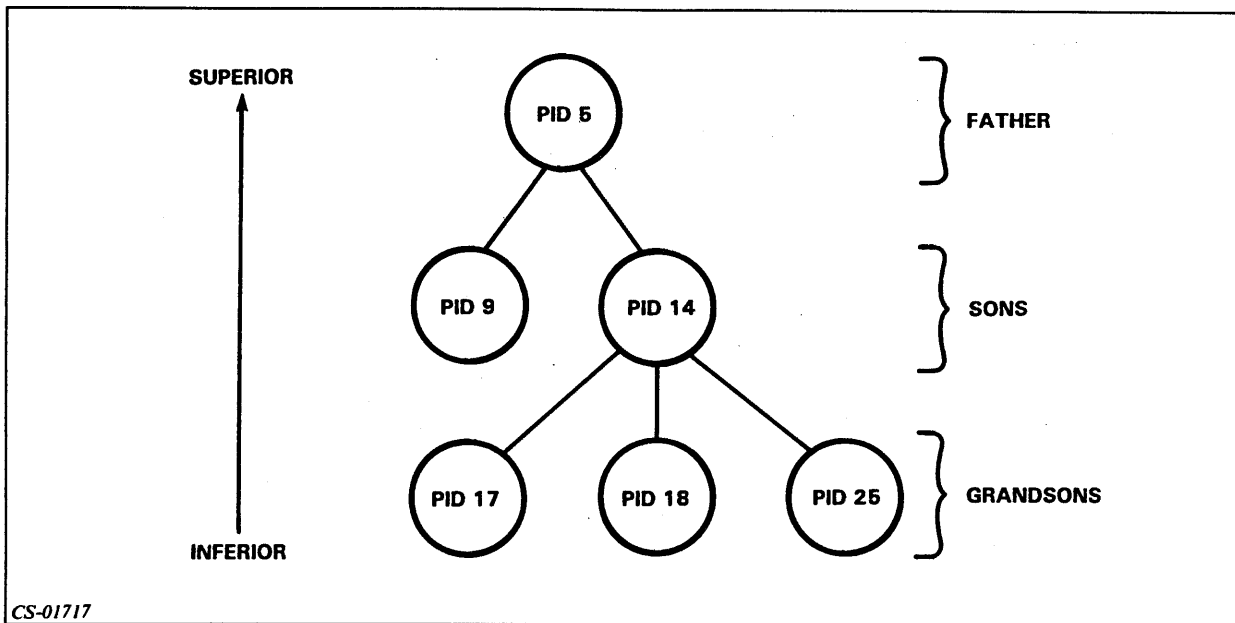 SUPERIOR
PID 5
FATHER
PID 9
PID 14
SONS
PID 17
PID 18
PID 25
GRANDSONS
INFERIOR
CS-01717